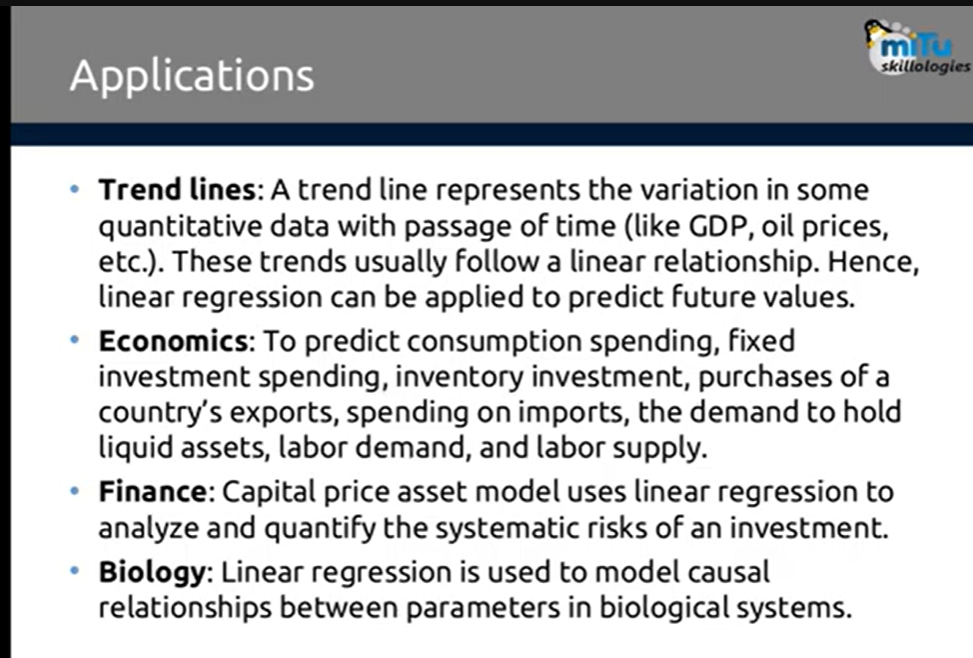 Applications
miTu
skillologies
• Trend lines: A trend line represents the variation in some
quantitative data with passage of time (like GDP, oil prices,
etc.). These trends usually follow a linear relationship. Hence,
linear regression can be applied to predict future values.
• Economics: To predict consumption spending, fixed
investment spending, inventory investment, purchases of a
country’s exports, spending on imports, the demand to hold
liquid assets, labor demand, and labor supply.
• Finance: Capital price asset model uses linear regression to
analyze and quantify the systematic risks of an investment.
• Biology: Linear regression is used to model causal
relationships between parameters in biological systems.